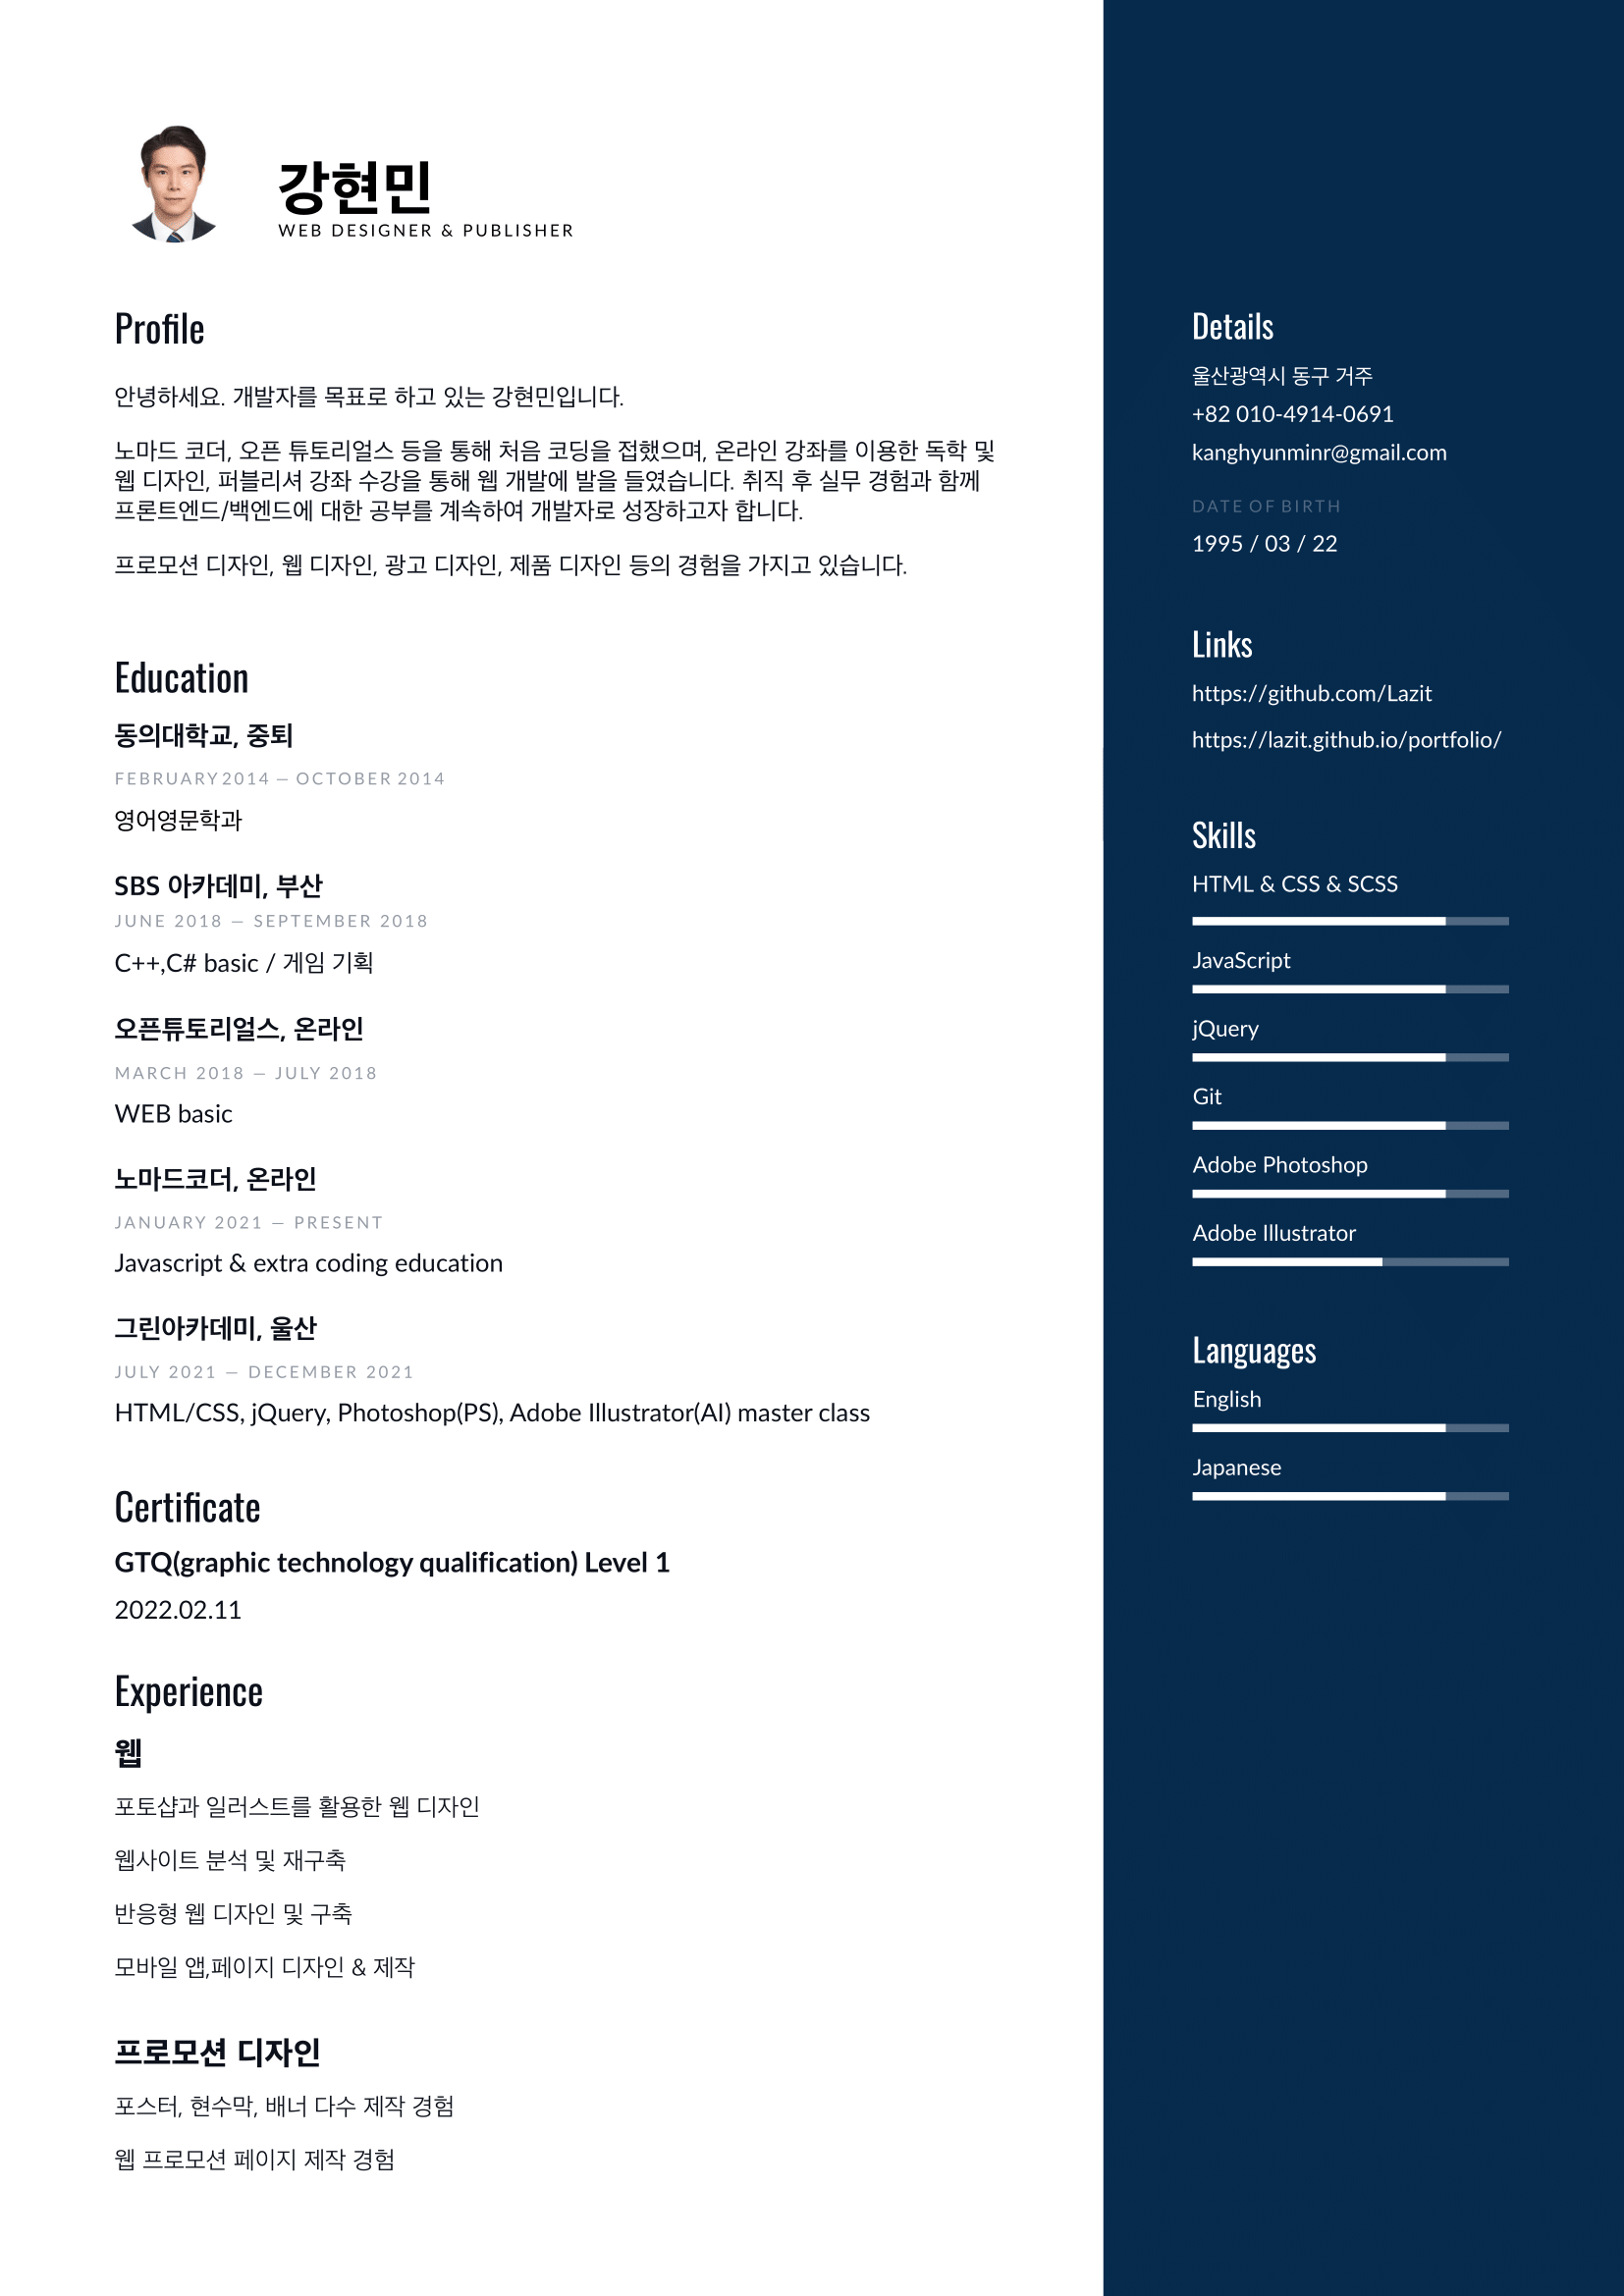 강현민
WEB DESIGNER & PUBLISHER
Profile
안녕하세요. 개발자를 목표로 하고 있는 강현민입니다.
노마드 코더, 오픈 튜토리얼스 등을 통해 처음 코딩을 접했으며, 온라인 강좌를 이용한 독학 및
웹 디자인, 퍼블리셔 강좌 수강을 통해 웹 개발에 발을 들였습니다. 취직 후 실무 경험과 함께
프론트엔드/백엔드에 대한 공부를 계속하여 개발자로 성장하고자 합니다.
프로모션 디자인, 웹 디자인, 광고 디자인, 제품 디자인 등의 경험을 가지고 있습니다.
Education
동의대학교, 중퇴
FEBRUARY 2014 — OCTOBER 2014
영어영문학과
SBS 아카데미, 부산
JUNE 2018 — SEPTEMBER 2018
C++,C# basic / 게임 기획
오픈튜토리얼스, 온라인
MARCH 2018 — JULY 2018
WEB basic
노마드코더, 온라인
JANUARY 2021 — PRESENT
Javascript & extra coding education
그린아카데미, 울산
JULY 2021 — DECEMBER 2021
HTML/CSS, jQuery, Photoshop(PS), Adobe Illustrator(AI) master class
Certificate
GTQ(graphic technology qualification) Level 1
2022.02.11
Experience
웹
포토샵과 일러스트를 활용한 웹 디자인
웹사이트 분석 및 재구축
반응형 웹 디자인 및 구축
모바일 앱,페이지 디자인 & 제작
프로모션 디자인
포스터, 현수막, 배너 다수 제작 경험
웹 프로모션 페이지 제작 경험
Details
울산광역시 동구 거주
+82 010-4914-0691
kanghyunminr@gmail.com
DATE OF BIRTH
1995 / 03 / 22
Links
https://github.com/Lazit
https://lazit.github.io/portfolio/
Skills
HTML & CSS & SCSS
JavaScript
jQuery
Git
Adobe Photoshop
Adobe Illustrator
Languages
English
Japanese